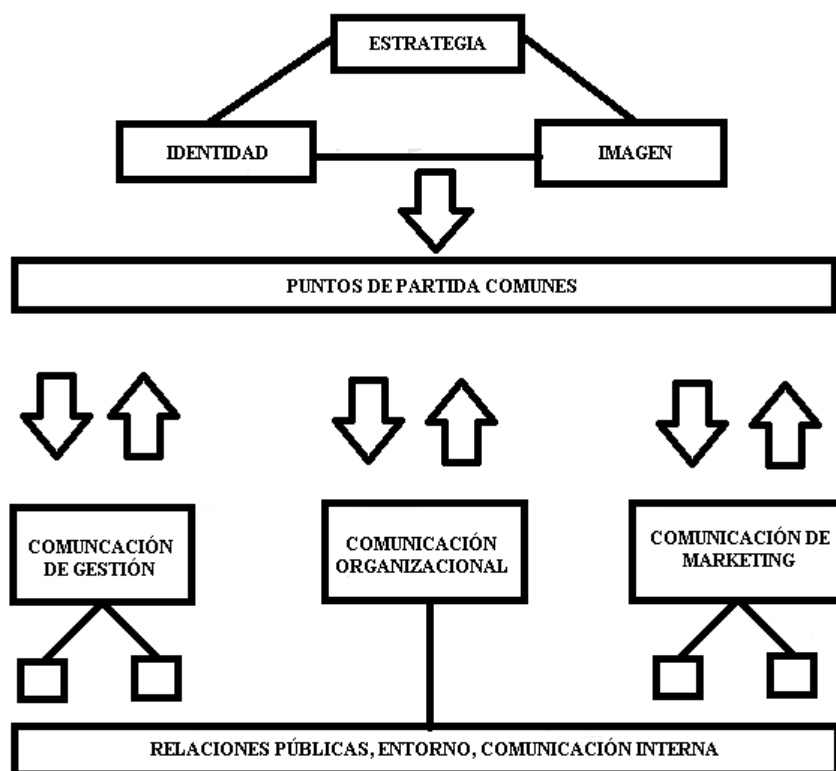 ESTRATEGIA
IDENTIDAD
IMAGEN
PUNTOS DE PARTIDA COMUNES
COMUNCACIÓN
DE GESTIÓN
COMUNICACIÓN
ORGANIZACIONAL
COMUNICACIÓN DE
MARKETING
RELACIONES PÚBLICAS, ENTORNO, COMUNICACIÓN INTERNA